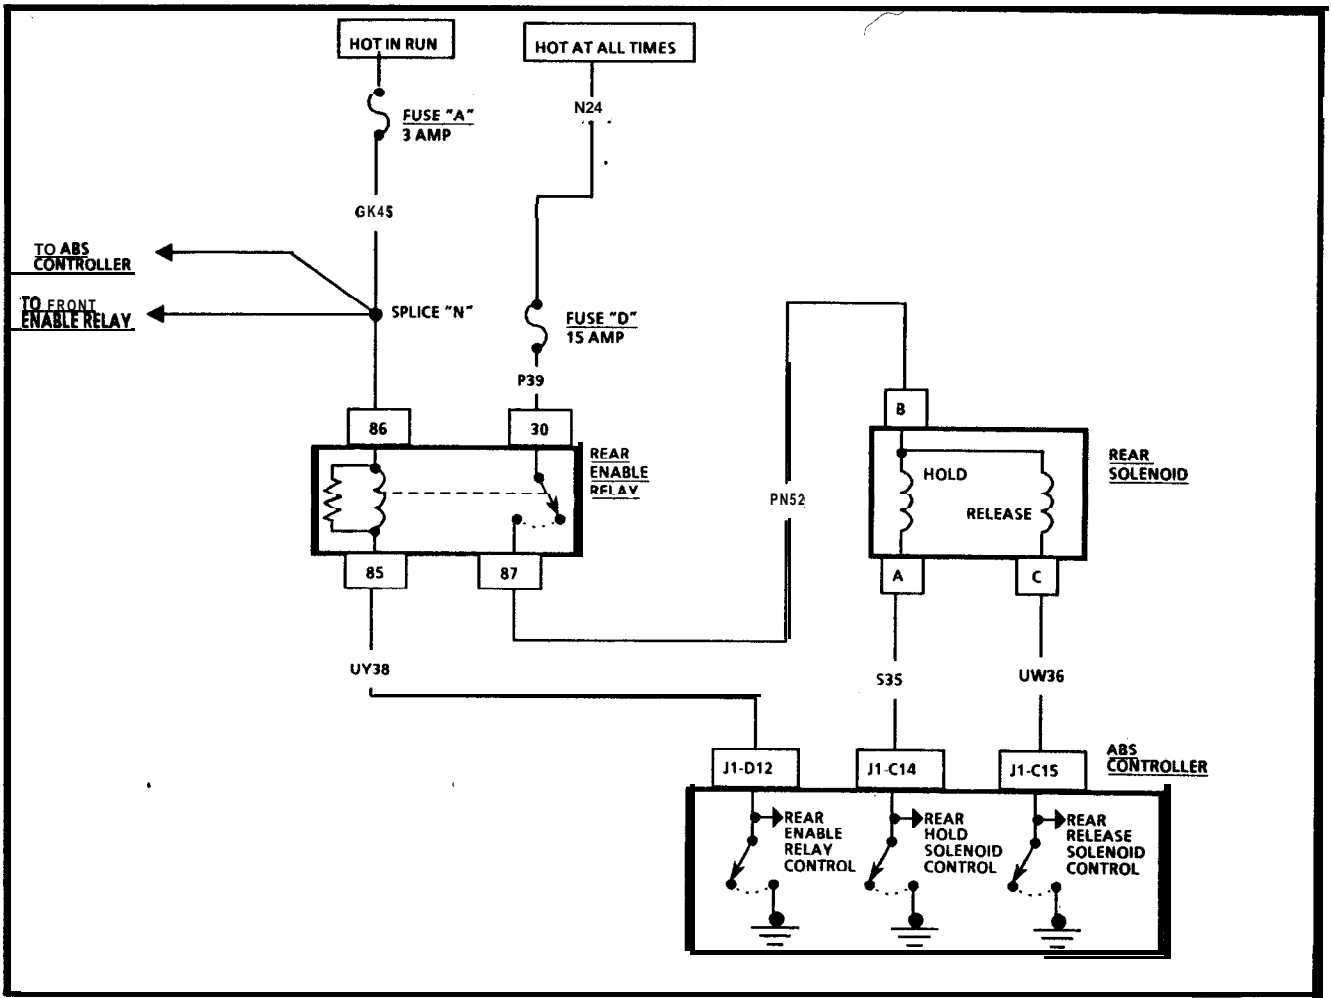 HOT IN RUN
HOT AT ALL TIMES
N24
FUSE "A"
3 AMP
GK45
TO ABS
CONTROLLER
TO FRONT
ENABLE RELAY
SPLICE "N"
FUSE "D"
15 AMP
P39
86
30
B
REAR
ENABLE
RELAY
HOLD
RELEASE
REAR
SOLENOID
PN52
85
87
A
C
UY38
S35
UW36
J1-D12
J1-C14
J1-C15
ABS
CONTROLLER
REAR
ENABLE
RELAY
CONTROL
REAR
HOLD
SOLENOID
CONTROL
REAR
RELEASE
SOLENOID
CONTROL